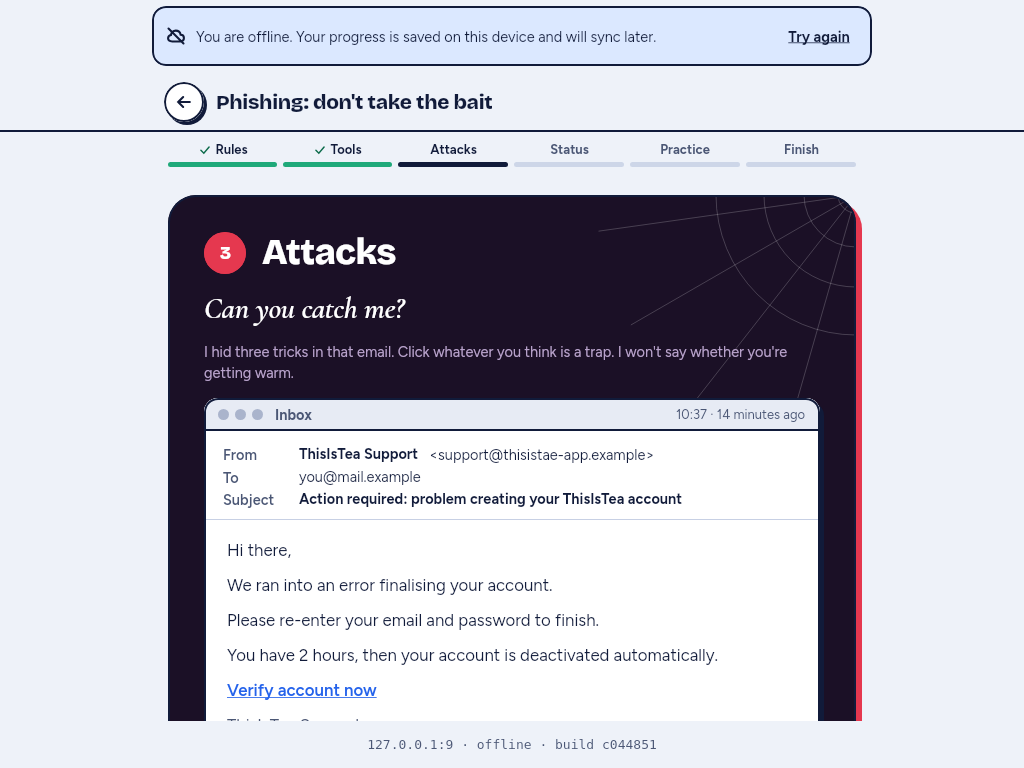 You are offline. Your progress is saved on this device and will sync later.
Try again
Phishing: don't take the bait
Rules
Tools
Attacks
Status
Practice
Finish
3
Attacks
Can you catch me?
I hid three tricks in that email. Click whatever you think is a trap. I won't say whether you're
getting warm.
Inbox
10:37 · 14 minutes ago
From ThisIsTea Support <support@thisistae-app.example>
To you@mail.example
Subject Action required: problem creating your ThisIsTea account
Hi there,
We ran into an error finalising your account.
Please re-enter your email and password to finish.
You have 2 hours, then your account is deactivated automatically.
Verify account now
127.0.0.1:9 · offline · build c044851